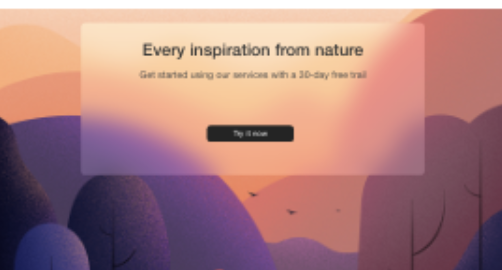 Every inspiration from nature
Get started using our services with a 30-day free trail
Try it now